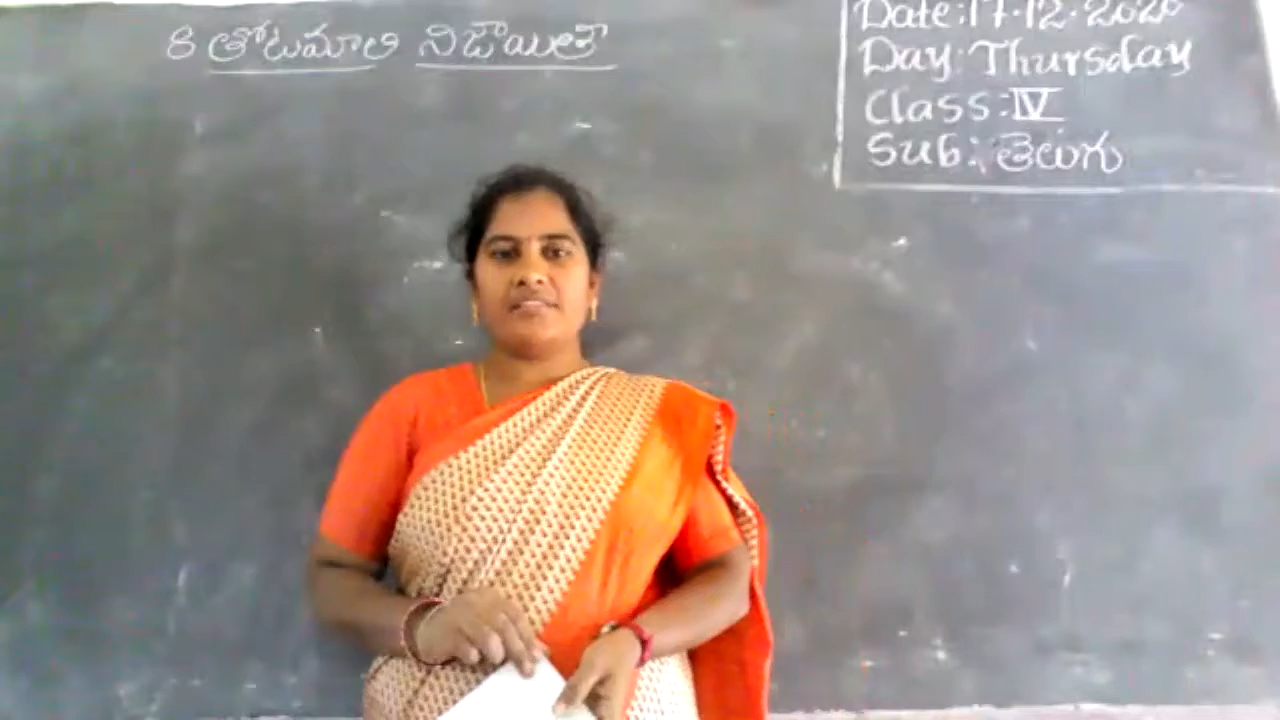 8 తోటమాలి నిజాయితీ
Date:17.12.2020
Day: Thursday
Class:IV
Sub: తెలుగు